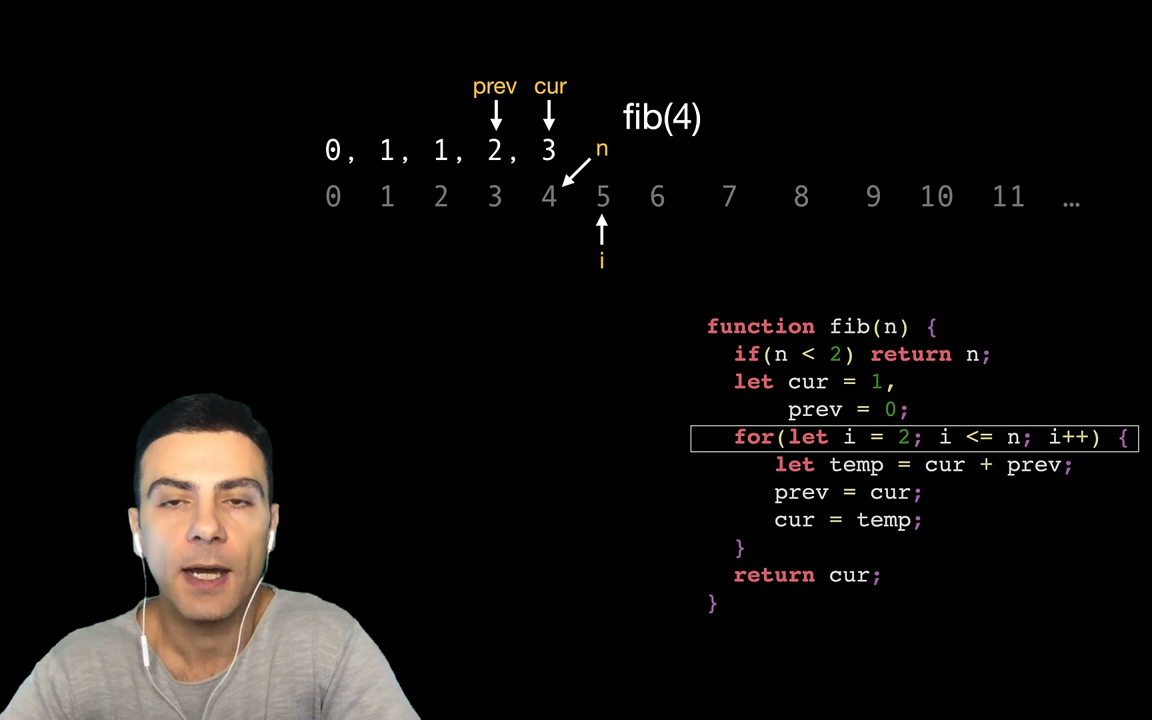 prev cur
fib(4)
0, 1, 1, 2, 3 n
0 1 2 3 4 5 6 7 8 9 10 11 ...
i
function fib(n) {
if(n < 2) return n;
let cur = 1,
prev = 0;
for(let i = 2; i <= n; i++) {
let temp = cur + prev;
prev = cur;
cur = temp;
}
return cur;
}